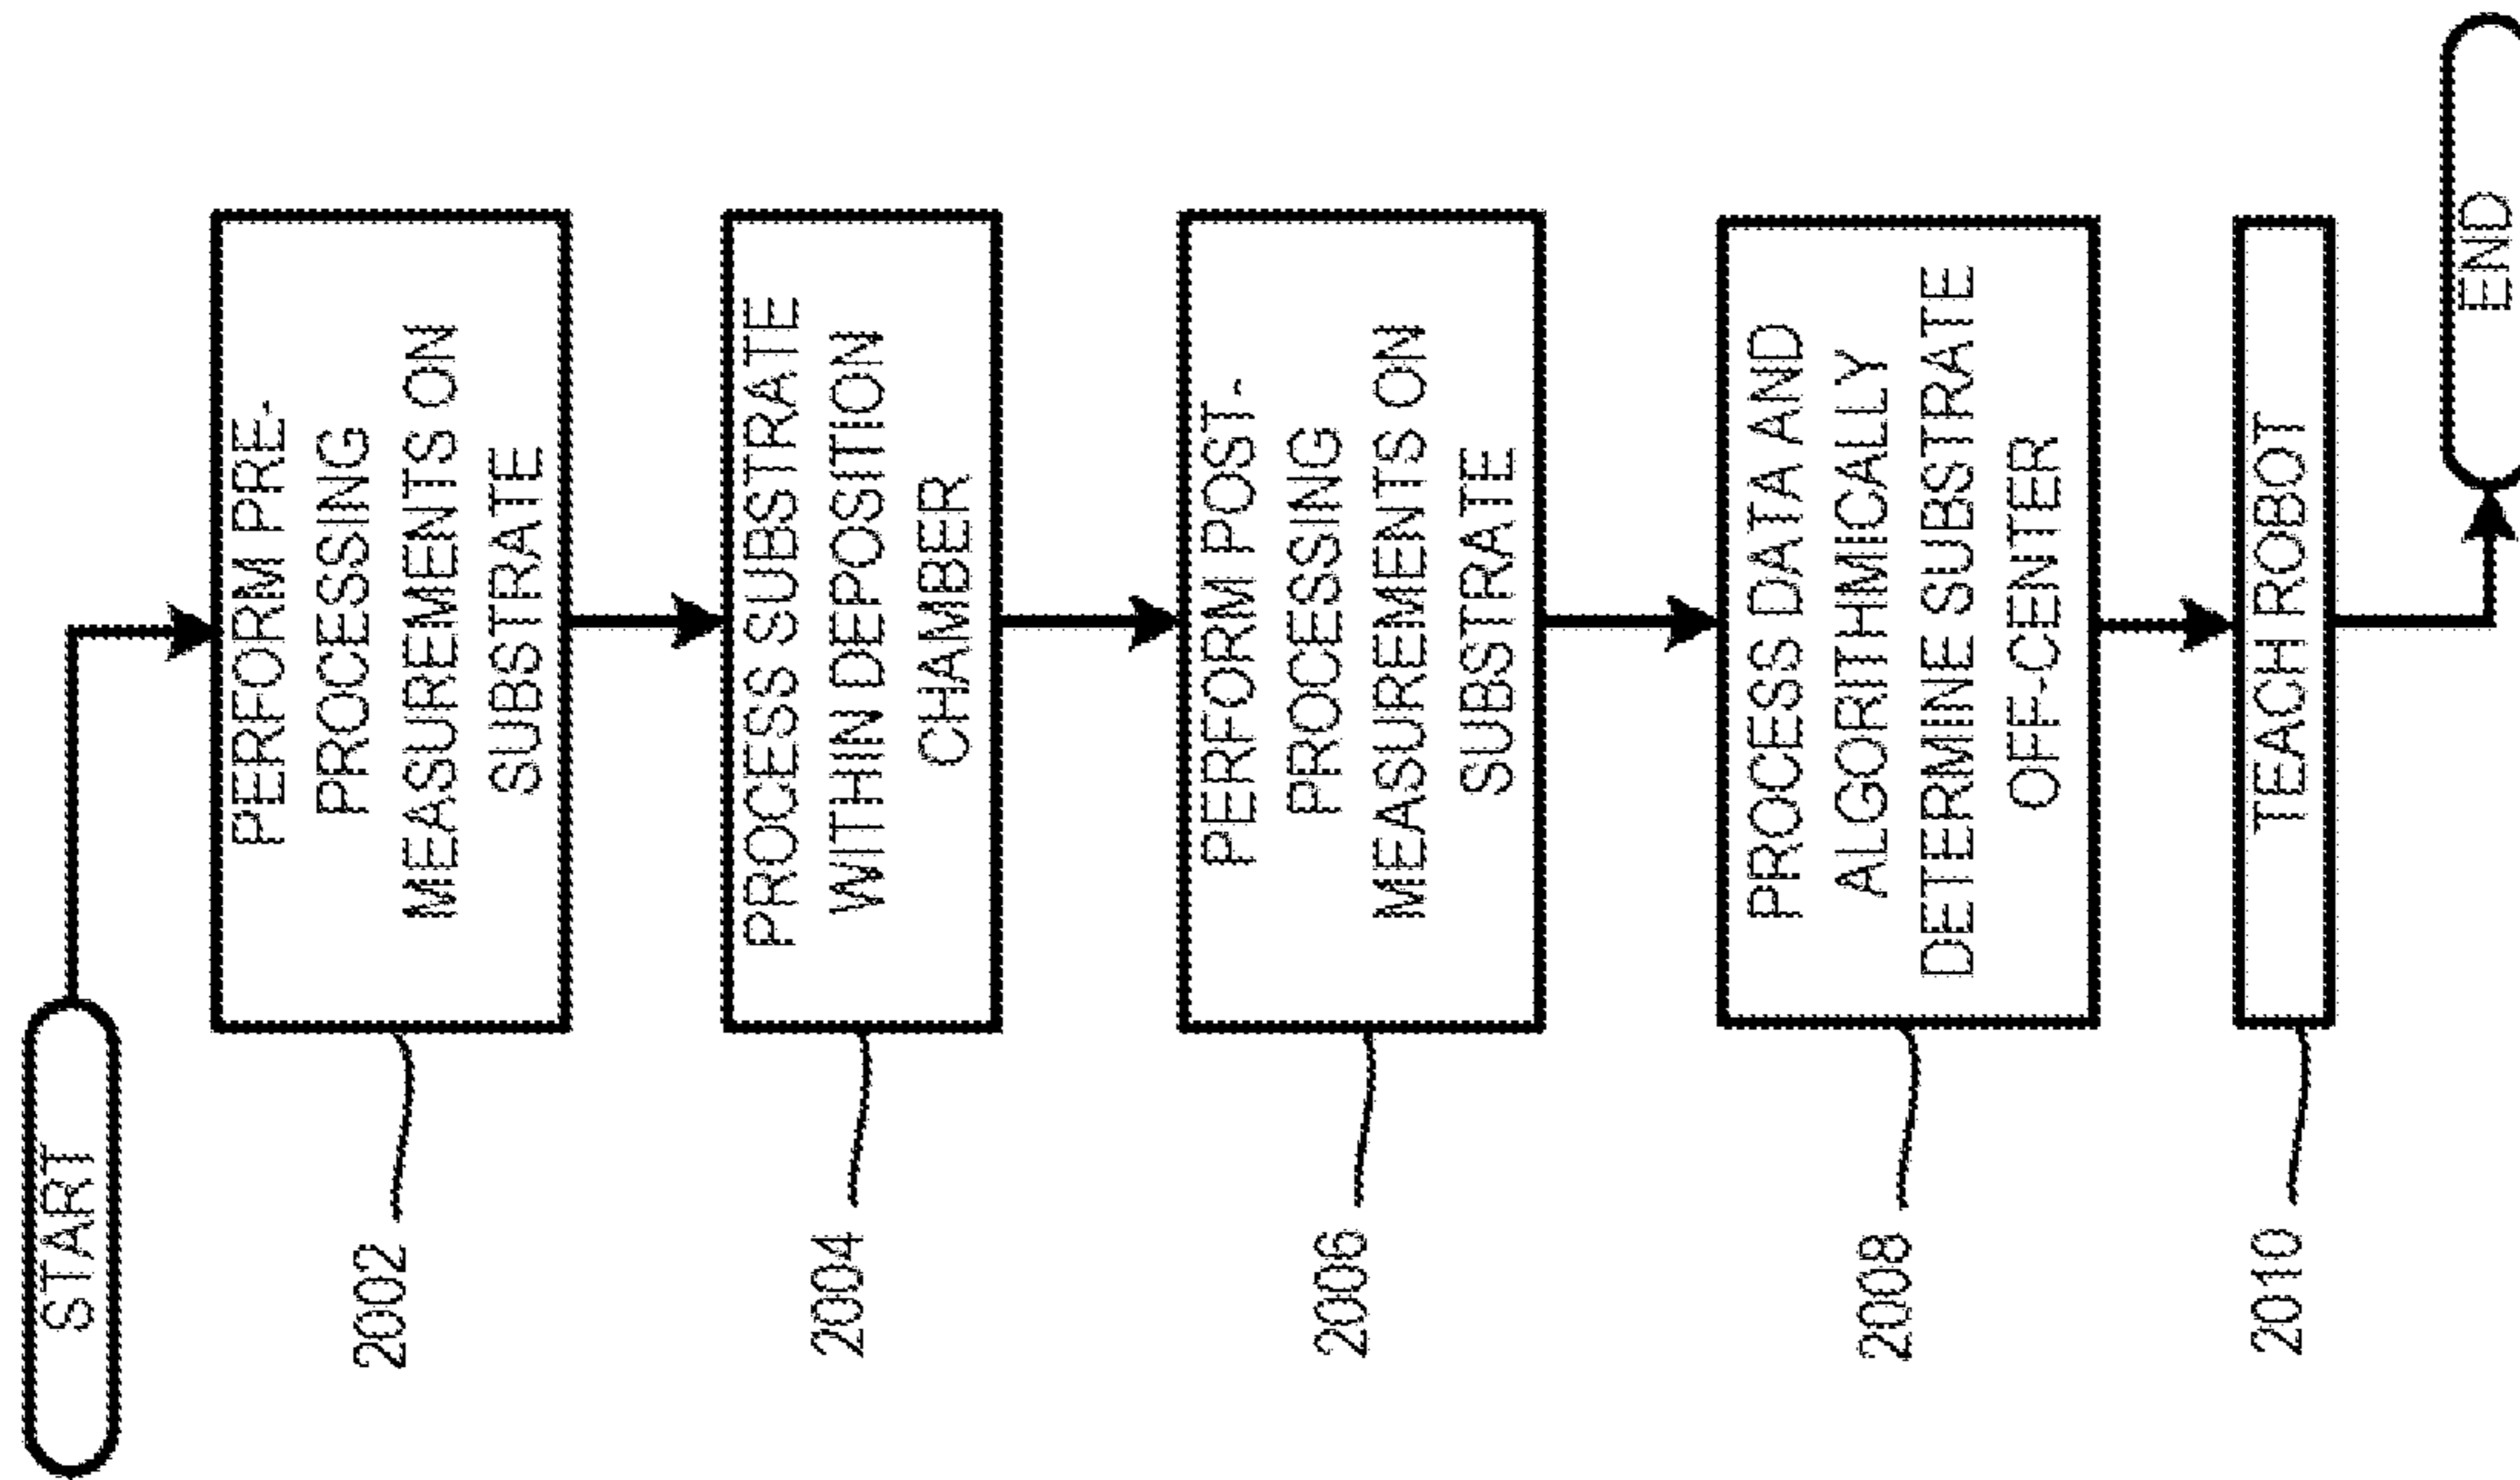 START
2002
PERFORM PRE-
PROCESSING
MEASUREMENTS ON
SUBSTRATE
2004
PROCESS SUBSTRATE
WITHIN DEPOSITION
CHAMBER
2006
PERFORM POST-
PROCESSING
MEASUREMENTS ON
SUBSTRATE
2008
PROCESS DATA AND
ALGORITHMICALLY
DETERMINE SUBSTRATE
OFF-CENTER
2010
TEACH ROBOT
END